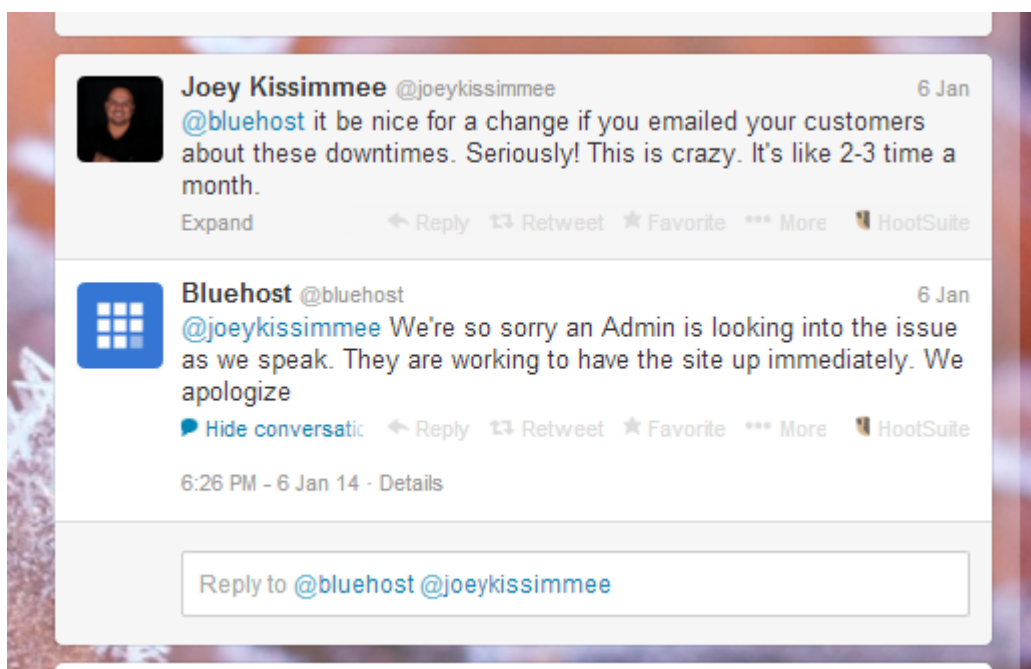 Joey Kissimmee @joeykissimmee 6 Jan
@bluehost it be nice for a change if you emailed your customers
about these downtimes. Seriously! This is crazy. It's like 2-3 time a
month.
Expand Reply Retweet Favorite More HootSuite
Bluehost @bluehost 6 Jan
@joeykissimmee We're so sorry an Admin is looking into the issue
as we speak. They are working to have the site up immediately. We
apologize
Hide conversatic Reply Retweet Favorite More HootSuite
6:26 PM - 6 Jan 14 · Details
Reply to @bluehost @joeykissimmee